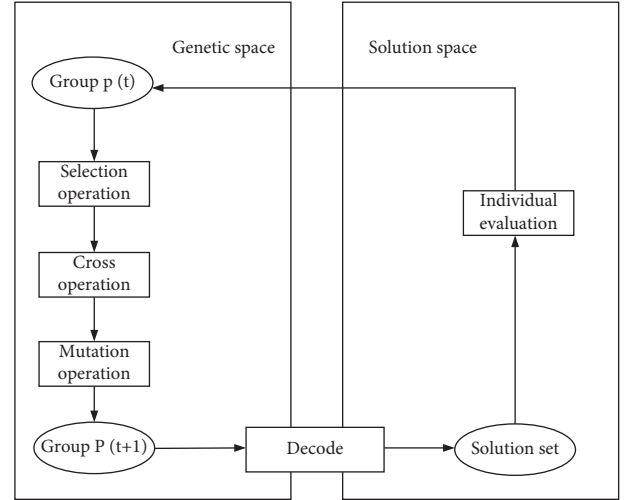 Genetic space
Solution space
Group p (t)
Selection
operation
Cross
operation
Mutation
operation
Group P (t+1)
Decode
Solution set
Individual
evaluation